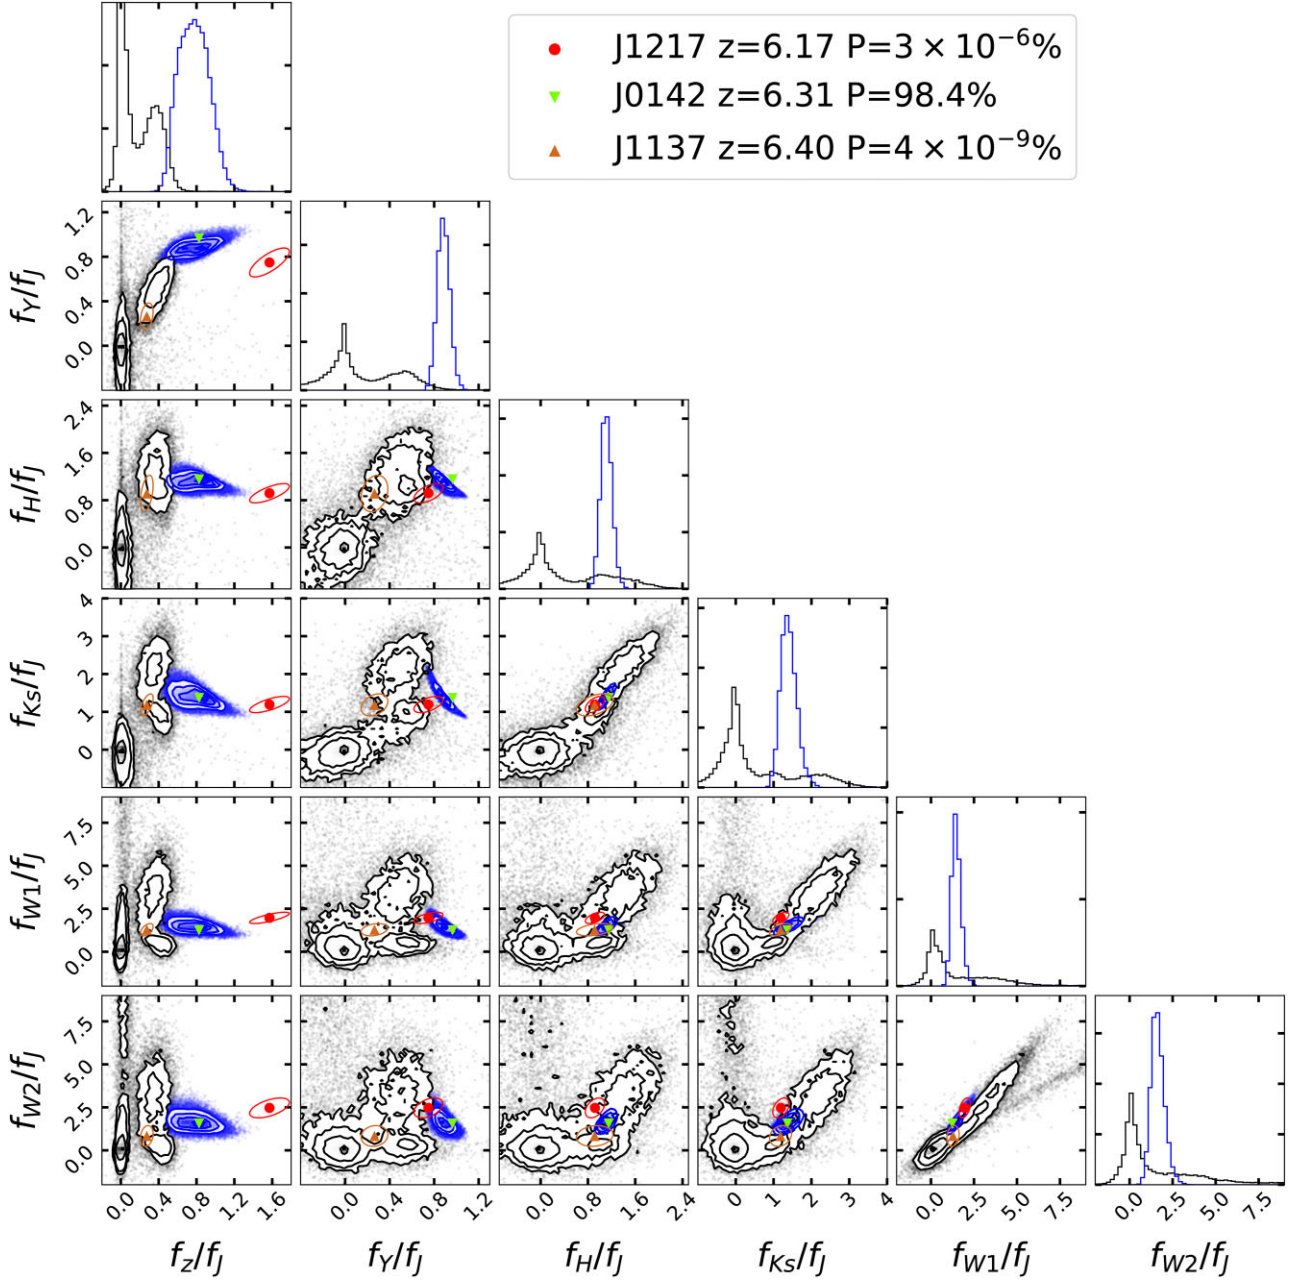 J1217 z=6.17 P=3 × 10⁻⁶%
J0142 z=6.31 P=98.4%
J1137 z=6.40 P=4 × 10⁻⁹%
f_Y/f_J
1.2
0.8
0.4
0.0
f_H/f_J
2.4
1.6
0.8
0.0
f_Ks/f_J
4
3
2
1
0
f_W1/f_J
7.5
5.0
2.5
0.0
f_W2/f_J
7.5
5.0
2.5
0.0
0.0 0.4 0.8 1.2 1.6 0.0 0.4 0.8 1.2 0.0 0.8 1.6 2.4 0 1 2 3 4 0.0 2.5 5.0 7.5 0.0 2.5 5.0 7.5
f_z/f_J f_Y/f_J f_H/f_J f_Ks/f_J f_W1/f_J f_W2/f_J